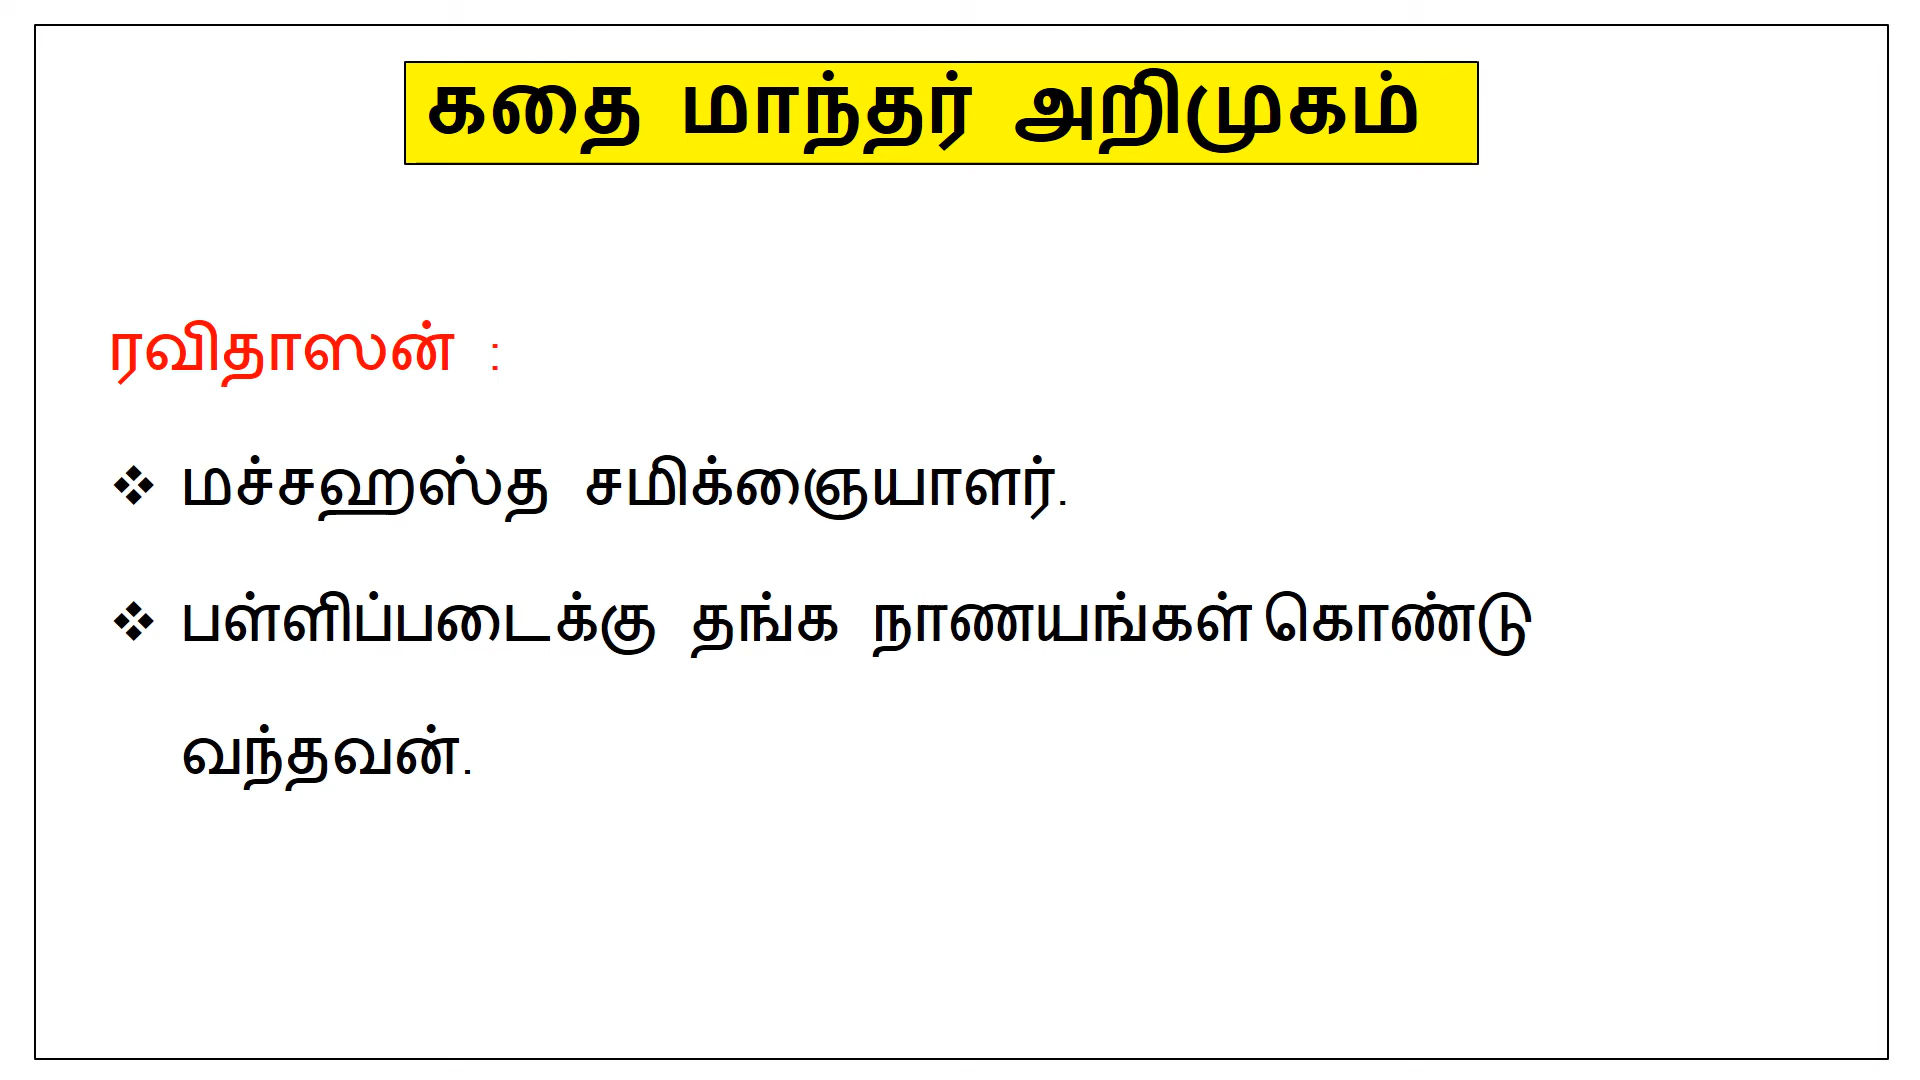 கதை மாந்தர் அறிமுகம்
ரவிதாஸன் :
❖ மச்சஹஸ்த சமிக்ஞையாளர்.
❖ பள்ளிப்படைக்கு தங்க நாணயங்கள் கொண்டு
வந்தவன்.